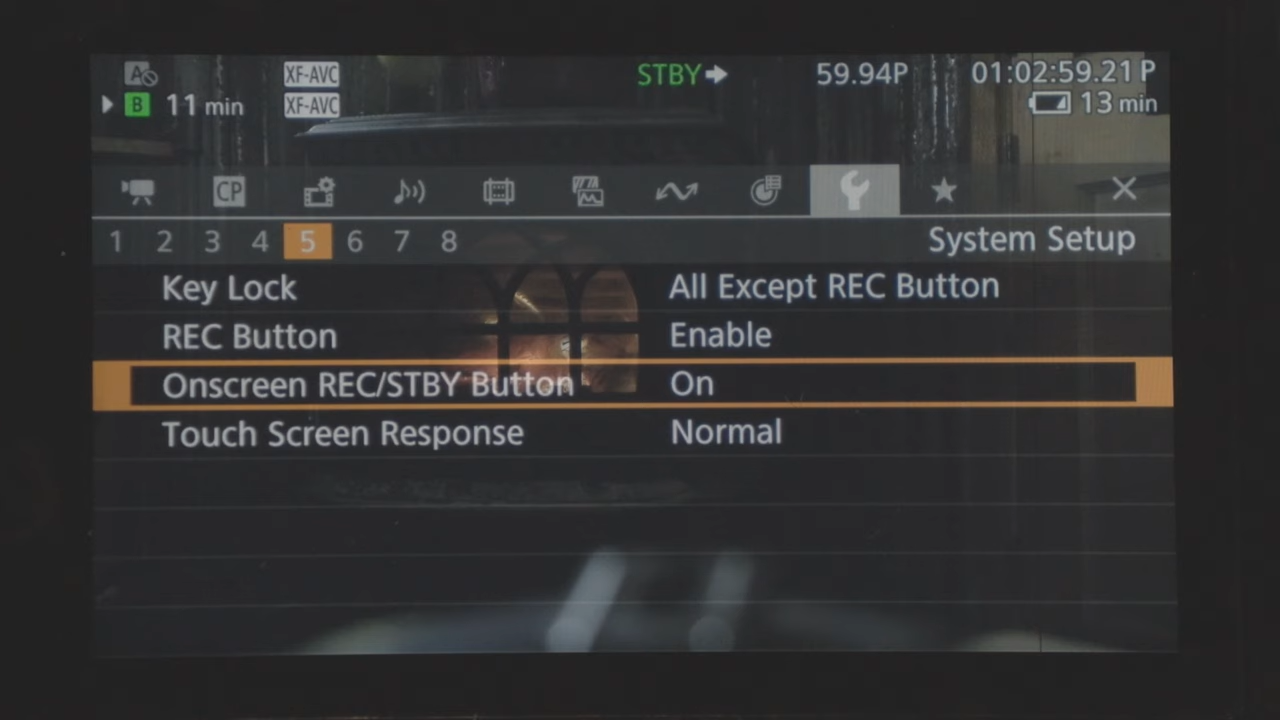 A XF-AVC STBY 59.94P 01:02:59.21 P
B 11 min XF-AVC 13 min
CP
1 2 3 4 5 6 7 8 System Setup
Key Lock All Except REC Button
REC Button Enable
Onscreen REC/STBY Button On
Touch Screen Response Normal